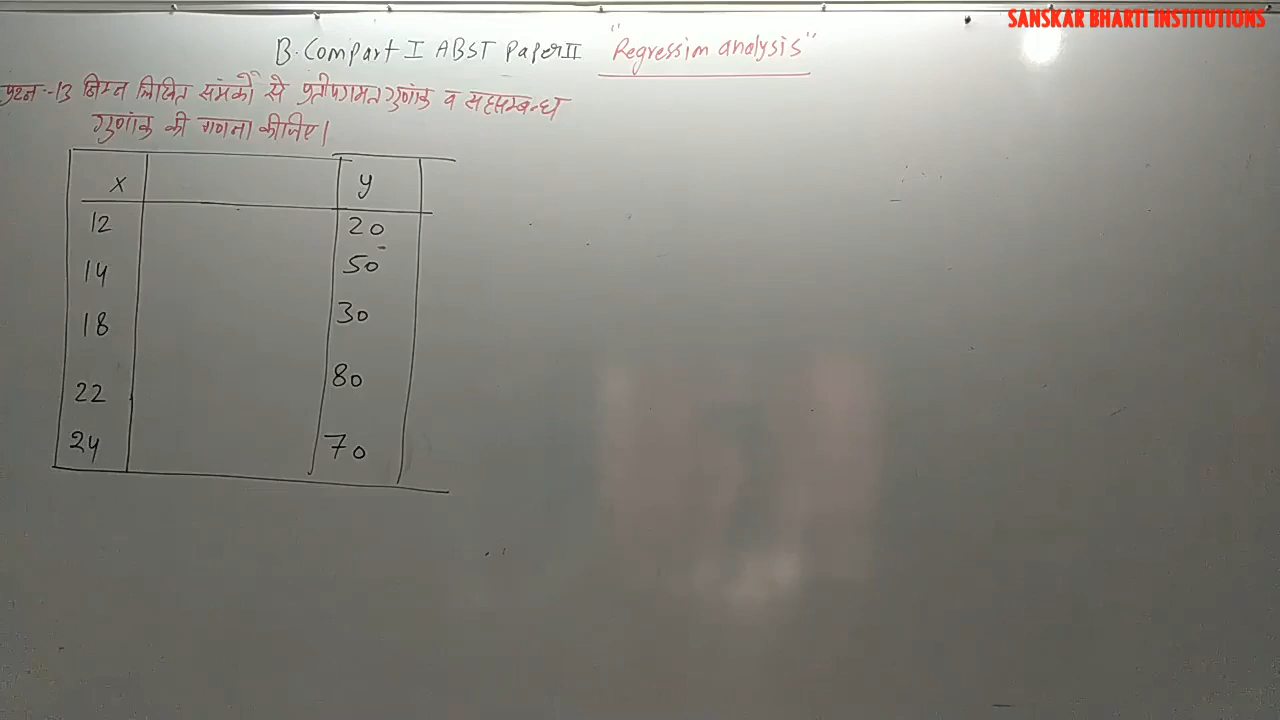 SANSKAR BHARTI INSTITUTIONS
B.Com part I ABST Paper II "Regression analysis"
प्रश्न -13 निम्न लिखित समंकों से प्रतीपगमन गुणांक व सहसम्बन्ध
गुणांक की गणना कीजिए।
x y
12 20
14 50
18 30
22 80
24 70